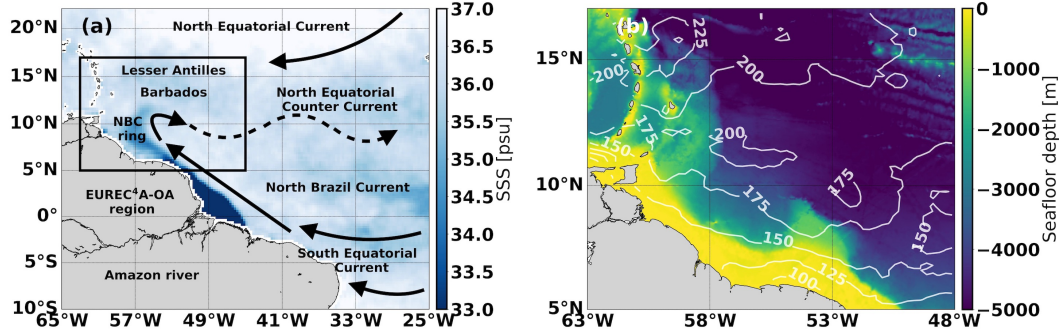 (a)
North Equatorial Current
Lesser Antilles
Barbados
North Equatorial
Counter Current
NBC
ring
North Brazil Current
EUREC⁴A-OA
region
South Equatorial
Current
Amazon river
20°N
15°N
10°N
5°N
0°
5°S
10°S
65°W 57°W 49°W 41°W 33°W 25°W
37.0
36.5
36.0
35.5
35.0
34.5
34.0
33.5
33.0
SSS [psu]
(b)
225
200
200
175
150
200
175
175
150
150
125
100
15°N
10°N
5°N
63°W 58°W 53°W 48°W
0
−1000
−2000
−3000
−4000
−5000
Seafloor depth [m]